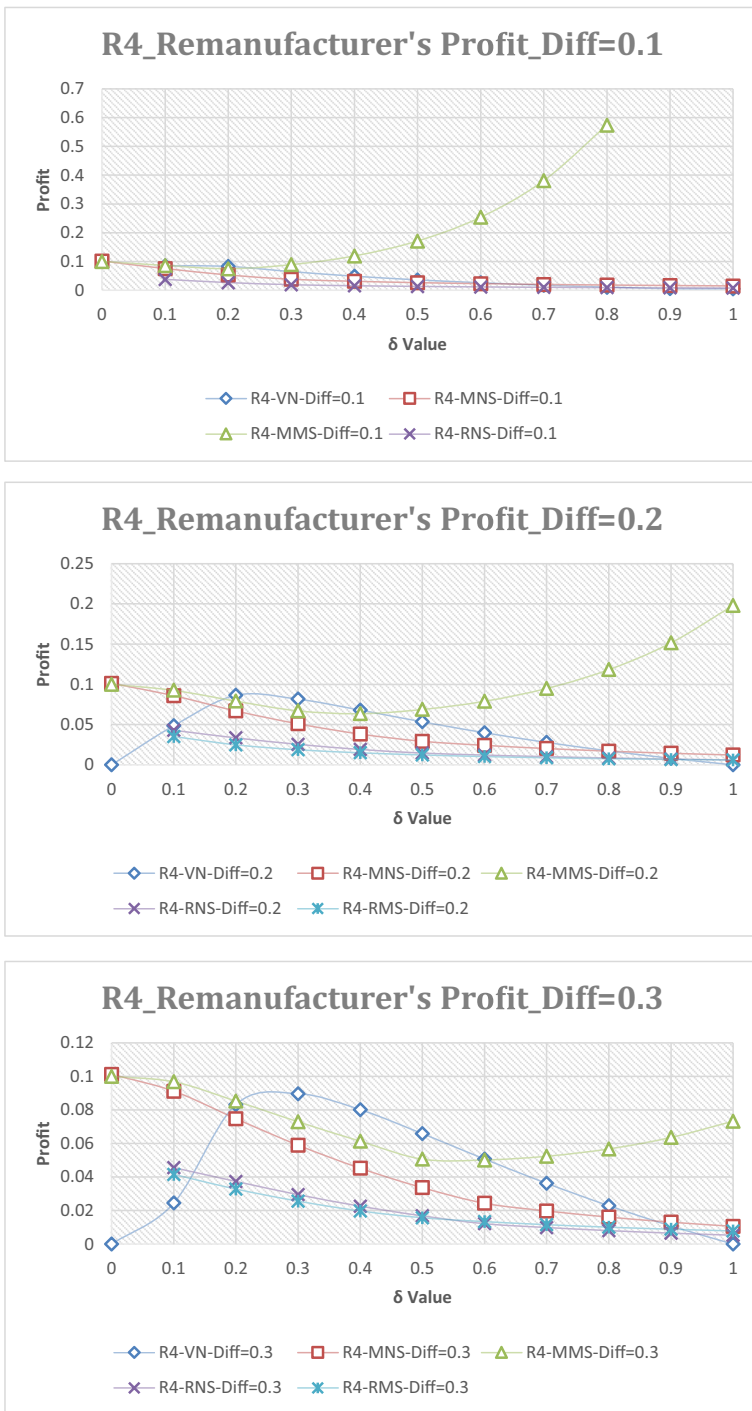 R4_Remanufacturer's Profit_Diff=0.1
0.7
0.6
0.5
0.4
0.3
0.2
0.1
0
Profit
0 0.1 0.2 0.3 0.4 0.5 0.6 0.7 0.8 0.9 1
δ Value
R4-VN-Diff=0.1 R4-MNS-Diff=0.1
R4-MMS-Diff=0.1 R4-RNS-Diff=0.1
R4_Remanufacturer's Profit_Diff=0.2
0.25
0.2
0.15
0.1
0.05
0
Profit
0 0.1 0.2 0.3 0.4 0.5 0.6 0.7 0.8 0.9 1
δ Value
R4-VN-Diff=0.2 R4-MNS-Diff=0.2 R4-MMS-Diff=0.2
R4-RNS-Diff=0.2 R4-RMS-Diff=0.2
R4_Remanufacturer's Profit_Diff=0.3
0.12
0.1
0.08
0.06
0.04
0.02
0
Profit
0 0.1 0.2 0.3 0.4 0.5 0.6 0.7 0.8 0.9 1
δ Value
R4-VN-Diff=0.3 R4-MNS-Diff=0.3 R4-MMS-Diff=0.3
R4-RNS-Diff=0.3 R4-RMS-Diff=0.3